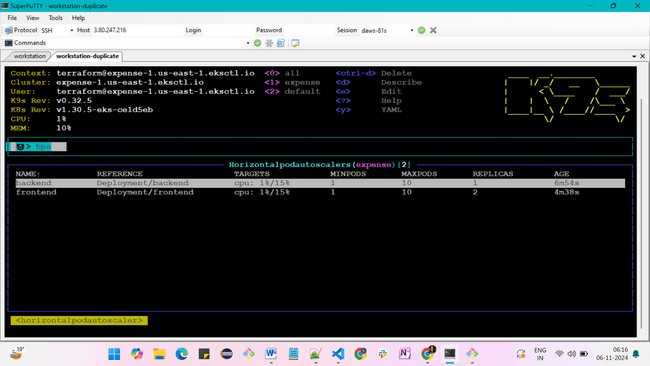 SuperPuTTY - workstation-duplicate
File View Tools Help
Protocol SSH Host 3.80.247.216 Login Password Session daws-81s
Commands
workstation workstation-duplicate
Context: terraform@expense-1.us-east-1.eksctl.io <0> all <ctrl-d> Delete
Cluster: expense-1.us-east-1.eksctl.io <1> expense <d> Describe
User: terraform@expense-1.us-east-1.eksctl.io <2> default <e> Edit
K9s Rev: v0.32.5 <?> Help
K8s Rev: v1.30.5-eks-ce1d5eb <y> YAML
CPU: 1%
MEM: 10%
> hpa
Horizontalpodautoscalers(expense)[2]
NAME↑ REFERENCE TARGETS MINPODS MAXPODS REPLICAS AGE
backend Deployment/backend cpu: 1%/15% 1 10 1 6m54s
frontend Deployment/frontend cpu: 1%/15% 1 10 2 4m38s
<horizontalpodautoscaler>
19°
ENG
IN
06:16
06-11-2024